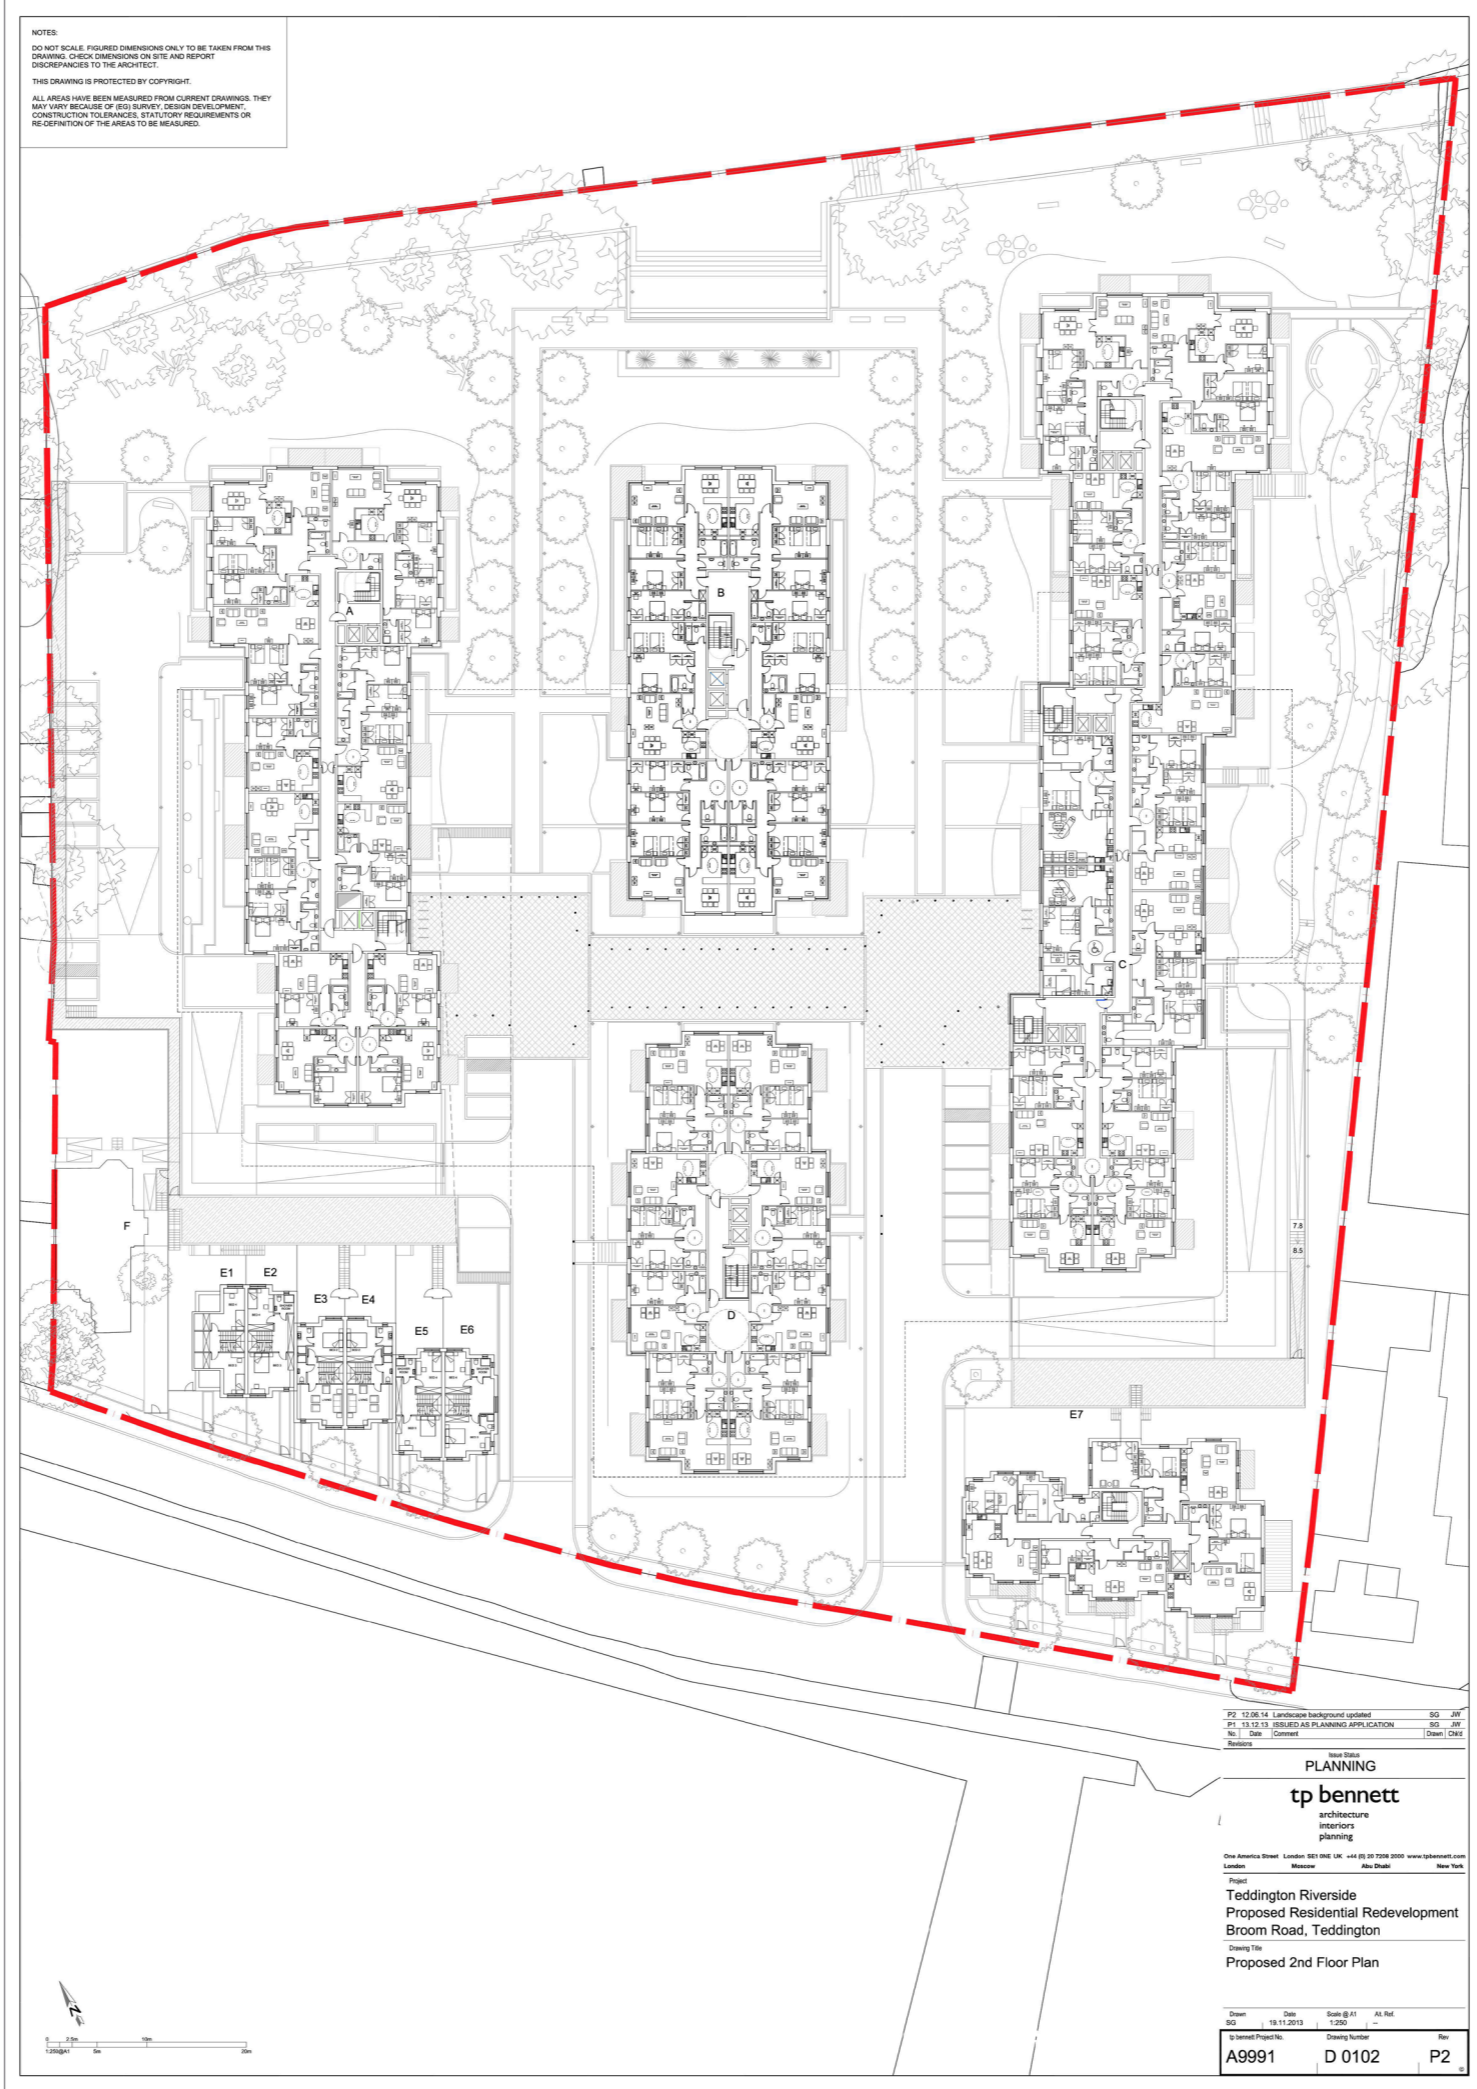 NOTES:
DO NOT SCALE. FIGURED DIMENSIONS ONLY TO BE TAKEN FROM THIS
DRAWING. CHECK DIMENSIONS ON SITE AND REPORT
DISCREPANCIES TO THE ARCHITECT.
THIS DRAWING IS PROTECTED BY COPYRIGHT.
ALL AREAS HAVE BEEN MEASURED FROM CURRENT DRAWINGS. THEY
MAY VARY BECAUSE OF (EG) SURVEY, DESIGN DEVELOPMENT,
CONSTRUCTION TOLERANCES, STATUTORY REQUIREMENTS OR
RE-DEFINITION OF THE AREAS TO BE MEASURED.
A
B
C
D
F
E1
E2
E3
E4
E5
E6
E7
7.8
8.5
P2 12.06.14 Landscape background updated SG JW
P1 13.12.13 ISSUED AS PLANNING APPLICATION SG JW
No. Date Comment Drawn Chk'd
Revisions
Issue Status
PLANNING
tp bennett
architecture
interiors
planning
One America Street London SE1 0NE UK +44 (0) 20 7208 2000 www.tpbennett.com
London Moscow Abu Dhabi New York
Project
Teddington Riverside
Proposed Residential Redevelopment
Broom Road, Teddington
Drawing Title
Proposed 2nd Floor Plan
Drawn Date Scale @ A1 Alt. Ref.
SG 19.11.2013 1:250 --
tp bennett Project No. Drawing Number Rev
A9991 D 0102 P2
©
N
0 2.5m 10m
1:250@A1 5m 20m